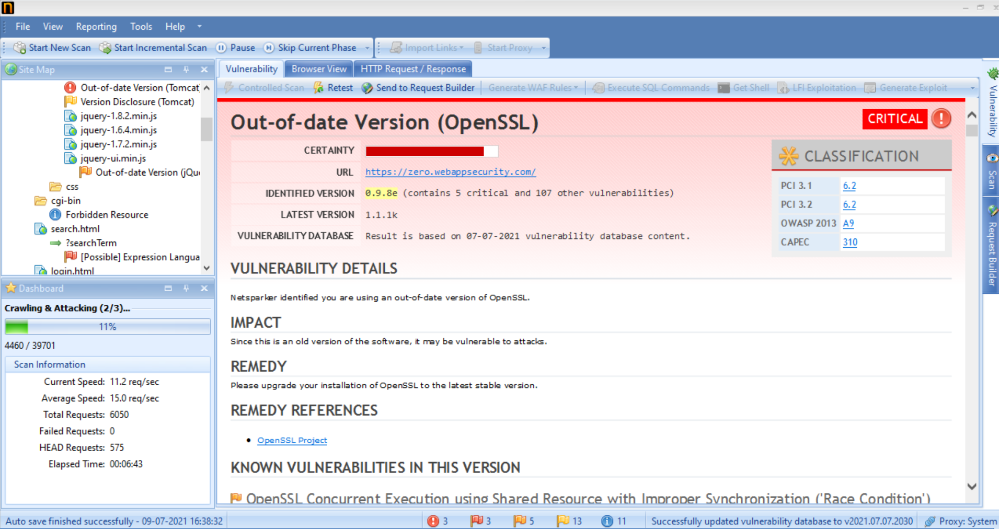 File View Reporting Tools Help
Start New Scan Start Incremental Scan Pause Skip Current Phase Import Links Start Proxy
Site Map
Out-of-date Version (Tomcat
Version Disclosure (Tomcat)
jquery-1.8.2.min.js
jquery-1.6.4.min.js
jquery-1.7.2.min.js
jquery-ui.min.js
Out-of-date Version (jQu
css
cgi-bin
Forbidden Resource
search.html
?searchTerm
[Possible] Expression Langua
login.html
Dashboard
Crawling & Attacking (2/3)...
11%
4460 / 39701
Scan Information
Current Speed: 11.2 req/sec
Average Speed: 15.0 req/sec
Total Requests: 6050
Failed Requests: 0
HEAD Requests: 575
Elapsed Time: 00:06:43
Vulnerability Browser View HTTP Request / Response
Controlled Scan Retest Send to Request Builder Generate WAF Rules Execute SQL Commands Get Shell LFI Exploitation Generate Exploit
Out-of-date Version (OpenSSL)
CRITICAL
CERTAINTY
URL https://zero.webappsecurity.com/
IDENTIFIED VERSION 0.9.8e (contains 5 critical and 107 other vulnerabilities)
LATEST VERSION 1.1.1k
VULNERABILITY DATABASE Result is based on 07-07-2021 vulnerability database content.
CLASSIFICATION
PCI 3.1 6.2
PCI 3.2 6.2
OWASP 2013 A9
CAPEC 310
VULNERABILITY DETAILS
Netsparker identified you are using an out-of-date version of OpenSSL.
IMPACT
Since this is an old version of the software, it may be vulnerable to attacks.
REMEDY
Please upgrade your installation of OpenSSL to the latest stable version.
REMEDY REFERENCES
OpenSSL Project
KNOWN VULNERABILITIES IN THIS VERSION
OpenSSL Concurrent Execution using Shared Resource with Improper Synchronization ('Race Condition')
Vulnerability
Scan
Request Builder
Auto save finished successfully - 09-07-2021 16:38:32 3 3 5 13 11 Successfully updated vulnerability database to v2021.07.07.2030 Proxy: System